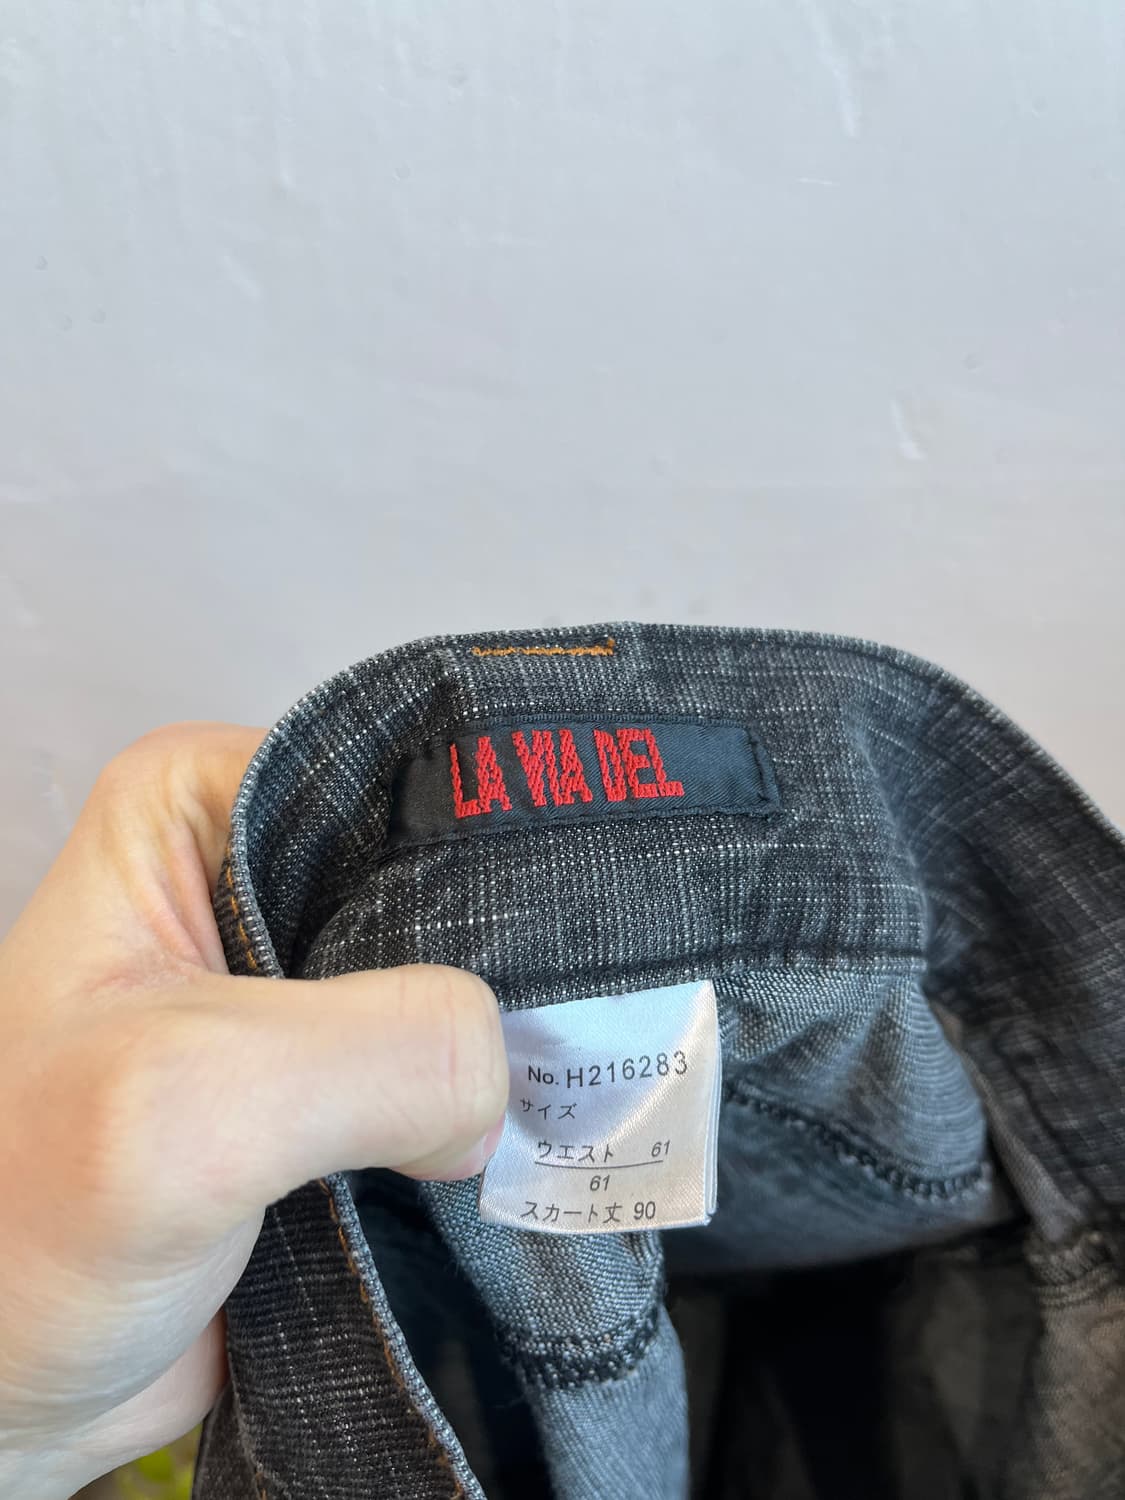 LA VIA DEL
No. H216283
サイズ
ウエスト 61
61
スカート丈 90